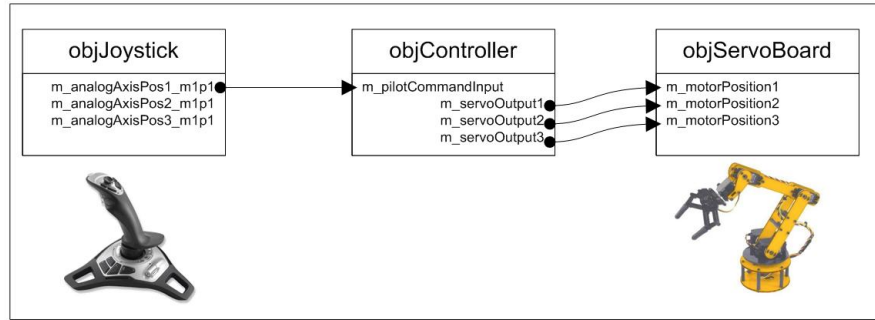 objJoystick
m_analogAxisPos1_m1p1
m_analogAxisPos2_m1p1
m_analogAxisPos3_m1p1
objController
m_pilotCommandInput
m_servoOutput1
m_servoOutput2
m_servoOutput3
objServoBoard
m_motorPosition1
m_motorPosition2
m_motorPosition3